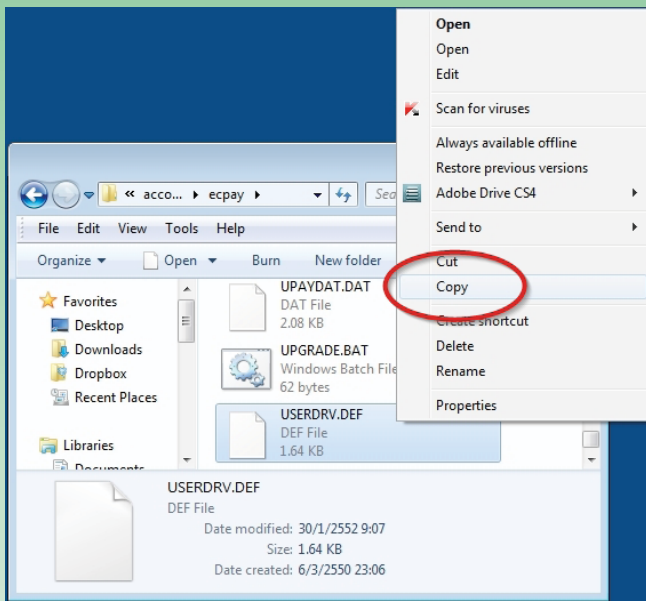 Open
Open
Edit
Scan for viruses
Always available offline
Restore previous versions
Adobe Drive CS4
Send to
Cut
Copy
Create shortcut
Delete
Rename
Properties
« acco... ecpay
File Edit View Tools Help
Organize Open Burn New folder
Favorites
Desktop
Downloads
Dropbox
Recent Places
Libraries
Documents
UPAYDAT.DAT
DAT File
2.08 KB
UPGRADE.BAT
Windows Batch File
62 bytes
USERDRV.DEF
DEF File
1.64 KB
USERDRV.DEF
DEF File
Date modified: 30/1/2552 9:07
Size: 1.64 KB
Date created: 6/3/2550 23:06